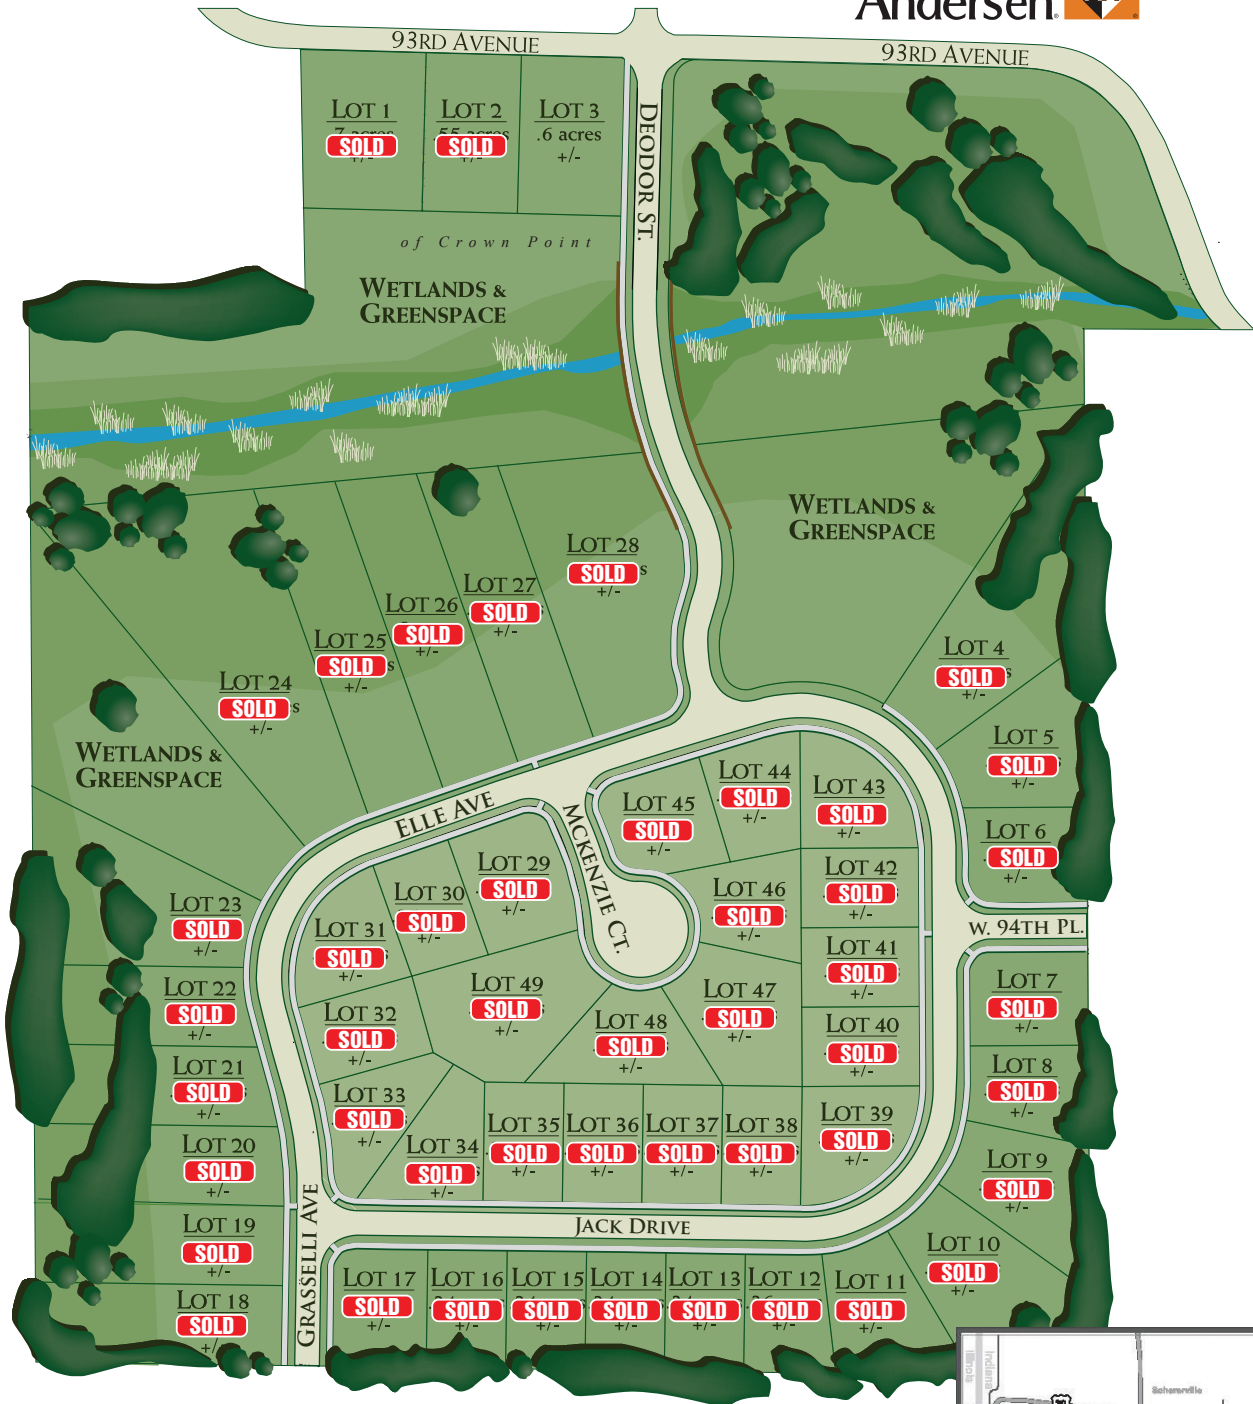 Andersen
93RD AVENUE
93RD AVENUE
LOT 1
.7 acres
SOLD
+/-
LOT 2
.55 acres
SOLD
+/-
LOT 3
.6 acres
+/-
DEODOR ST.
of Crown Point
WETLANDS &
GREENSPACE
WETLANDS &
GREENSPACE
LOT 28
SOLD
+/-
LOT 27
SOLD
+/-
LOT 26
SOLD
+/-
LOT 25
SOLD
+/-
LOT 24
SOLD
+/-
LOT 4
SOLD
+/-
WETLANDS &
GREENSPACE
LOT 5
SOLD
+/-
LOT 6
SOLD
+/-
ELLE AVE
MCKENZIE CT.
LOT 45
SOLD
+/-
LOT 44
SOLD
+/-
LOT 43
SOLD
+/-
LOT 29
SOLD
+/-
LOT 30
SOLD
+/-
LOT 31
SOLD
+/-
LOT 46
SOLD
+/-
LOT 42
SOLD
+/-
W. 94TH PL.
LOT 23
SOLD
+/-
LOT 41
SOLD
+/-
LOT 22
SOLD
+/-
LOT 32
SOLD
+/-
LOT 49
SOLD
+/-
LOT 48
SOLD
+/-
LOT 47
SOLD
+/-
LOT 40
SOLD
+/-
LOT 7
SOLD
+/-
LOT 21
SOLD
+/-
LOT 8
SOLD
+/-
LOT 33
SOLD
+/-
LOT 34
SOLD
+/-
LOT 35
SOLD
+/-
LOT 36
SOLD
+/-
LOT 37
SOLD
+/-
LOT 38
SOLD
+/-
LOT 39
SOLD
+/-
LOT 20
SOLD
+/-
LOT 9
SOLD
+/-
LOT 19
SOLD
+/-
GRASSELLI AVE
JACK DRIVE
LOT 10
SOLD
+/-
LOT 18
SOLD
+/-
LOT 17
SOLD
+/-
LOT 16
SOLD
+/-
LOT 15
SOLD
+/-
LOT 14
SOLD
+/-
LOT 13
SOLD
+/-
LOT 12
SOLD
+/-
LOT 11
SOLD
+/-
Illinois
Indiana
Schererville